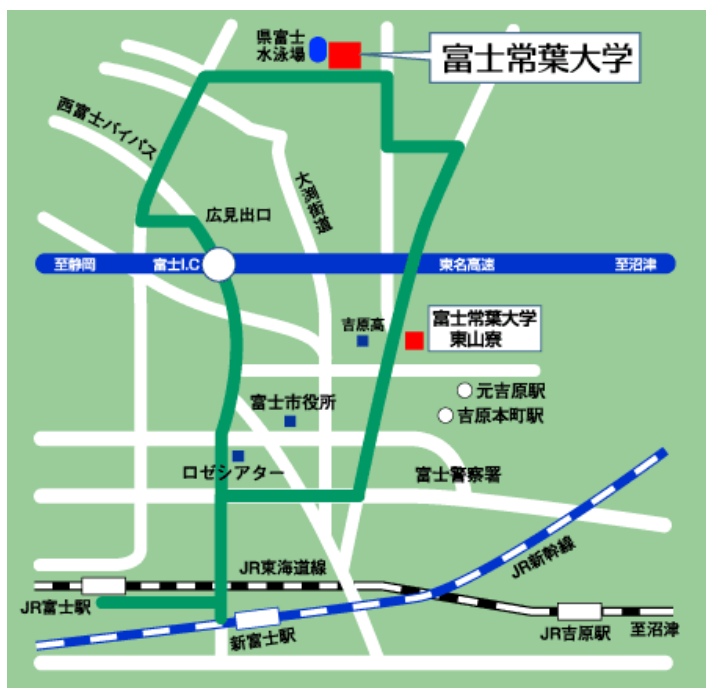 県富士
水泳場
富士常葉大学
西富士バイパス
大渕街道
広見出口
至静岡
富士I.C
東名高速
至沼津
吉原高
富士常葉大学
東山寮
元吉原駅
吉原本町駅
富士市役所
ロゼシアター
富士警察署
JR東海道線
JR新幹線
JR富士駅
新富士駅
JR吉原駅
至沼津